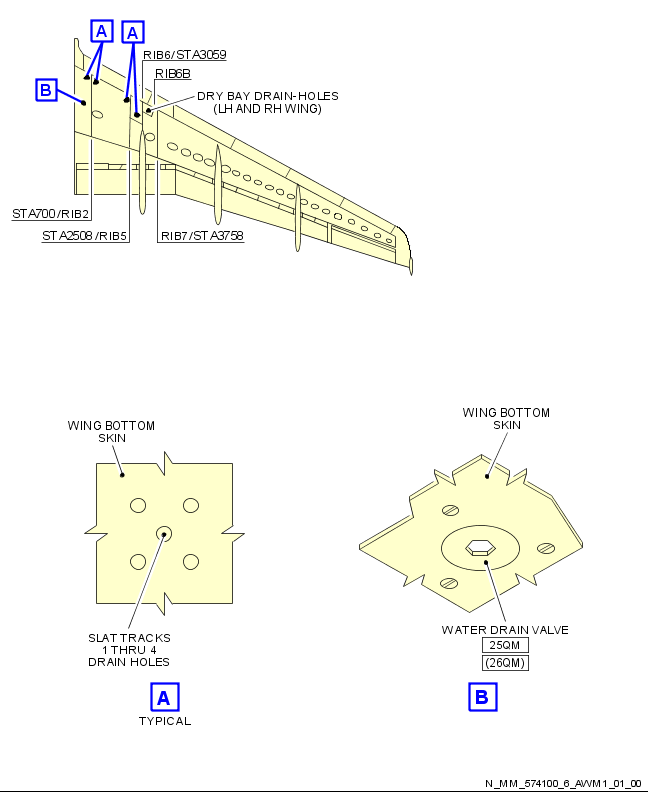 A
A
RIB6/STA3059
RIB6B
B
DRY BAY DRAIN-HOLES
(LH AND RH WING)
STA700/RIB2
STA2508/RIB5
RIB7/STA3758
WING BOTTOM
SKIN
WING BOTTOM
SKIN
SLAT TRACKS
1 THRU 4
DRAIN HOLES
WATER DRAIN VALVE
25QM
(26QM)
A
B
TYPICAL
N_MM_574100_6_AWM1_01_00